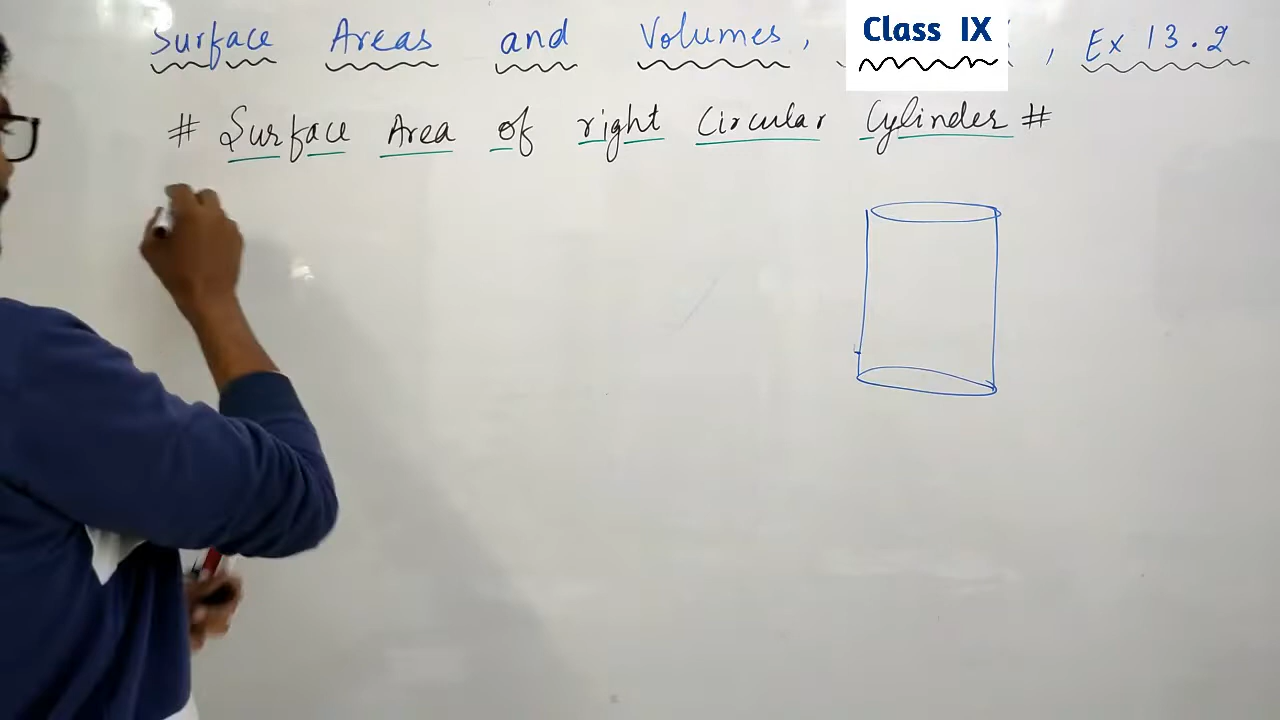 Surface Areas and Volumes, Class IX, Ex 13.2
# Surface Area of right Circular Cylinder #